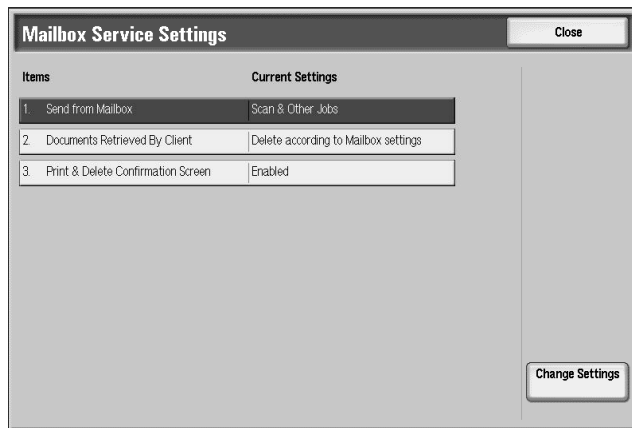 Mailbox Service Settings
Close
Items Current Settings
1. Send from Mailbox Scan & Other Jobs
2. Documents Retrieved By Client Delete according to Mailbox settings
3. Print & Delete Confirmation Screen Enabled
Change Settings